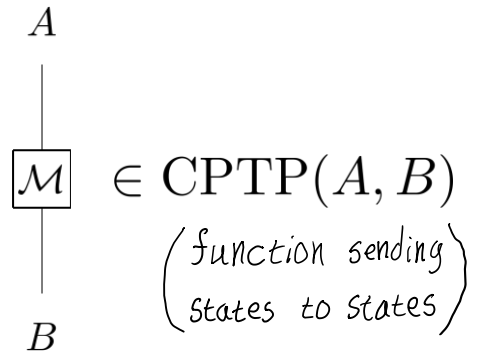 A
M ∈ CPTP(A, B)
(function sending
states to states)
B